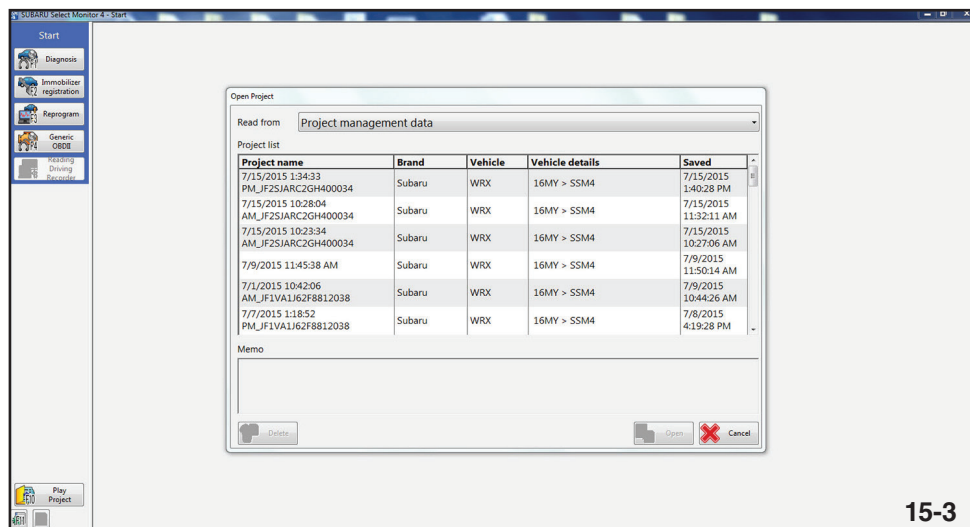 SUBARU Select Monitor 4 - Start
Start
F1 Diagnosis
F2 Immobilizer
registration
F3 Reprogram
F4 Generic
OBDII
Reading
Driving
Recorder
Open Project
Read from Project management data
Project list
Project name Brand Vehicle Vehicle details Saved
7/15/2015 1:34:33
PM_JF2SJARC2GH400034 Subaru WRX 16MY > SSM4 7/15/2015
1:40:28 PM
7/15/2015 10:28:04
AM_JF2SJARC2GH400034 Subaru WRX 16MY > SSM4 7/15/2015
11:32:11 AM
7/15/2015 10:23:34
AM_JF2SJARC2GH400034 Subaru WRX 16MY > SSM4 7/15/2015
10:27:06 AM
7/9/2015 11:45:38 AM Subaru WRX 16MY > SSM4 7/9/2015
11:50:14 AM
7/1/2015 10:42:06
AM_JF1VA1J62F8812038 Subaru WRX 16MY > SSM4 7/9/2015
10:44:26 AM
7/7/2015 1:18:52
PM_JF1VA1J62F8812038 Subaru WRX 16MY > SSM4 7/8/2015
4:19:28 PM
Memo
Delete Open Cancel
F10 Play
Project
F11
15-3